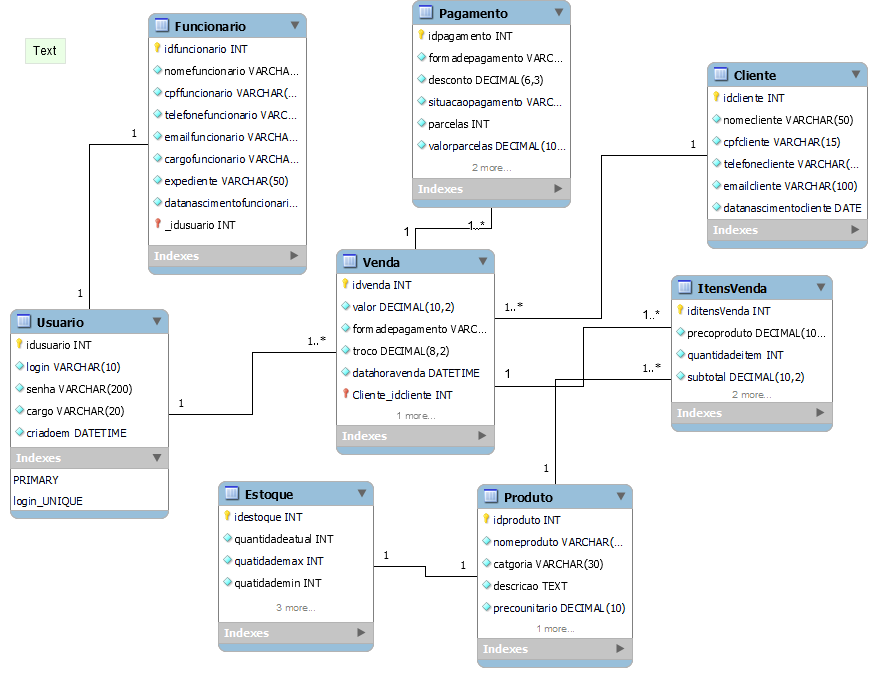 Text
Funcionario
idfuncionario INT
nomefuncionario VARCHA...
cpffuncionario VARCHAR(...
telefonefuncionario VARC...
emailfuncionario VARCHA...
cargofuncionario VARCHA...
expediente VARCHAR(50)
datanascimentofuncionari...
_idusuario INT
Indexes
Pagamento
idpagamento INT
formadepagamento VARC...
desconto DECIMAL(6,3)
situacaopagamento VARC...
parcelas INT
valorparcelas DECIMAL(10...
2 more...
Indexes
Cliente
idcliente INT
nomecliente VARCHAR(50)
cpfcliente VARCHAR(15)
telefonecliente VARCHAR(...
emailcliente VARCHAR(100)
datanascimentocliente DATE
Indexes
1
1
1
1..*
1
Usuario
idusuario INT
login VARCHAR(10)
senha VARCHAR(200)
cargo VARCHAR(20)
criadoem DATETIME
Indexes
PRIMARY
login_UNIQUE
1
1..*
Venda
idvenda INT
valor DECIMAL(10,2)
formadepagamento VARC...
troco DECIMAL(8,2)
datahoravenda DATETIME
Cliente_idcliente INT
1 more...
Indexes
1..*
1
1..*
1..*
ItensVenda
iditensVenda INT
precoproduto DECIMAL(10...
quantidadeitem INT
subtotal DECIMAL(10,2)
2 more...
Indexes
1
Estoque
idestoque INT
quantidadeatual INT
quatidademax INT
quatidademin INT
3 more...
Indexes
1
1
Produto
idproduto INT
nomeproduto VARCHAR(...
catgoria VARCHAR(30)
descricao TEXT
precounitario DECIMAL(10)
1 more...
Indexes